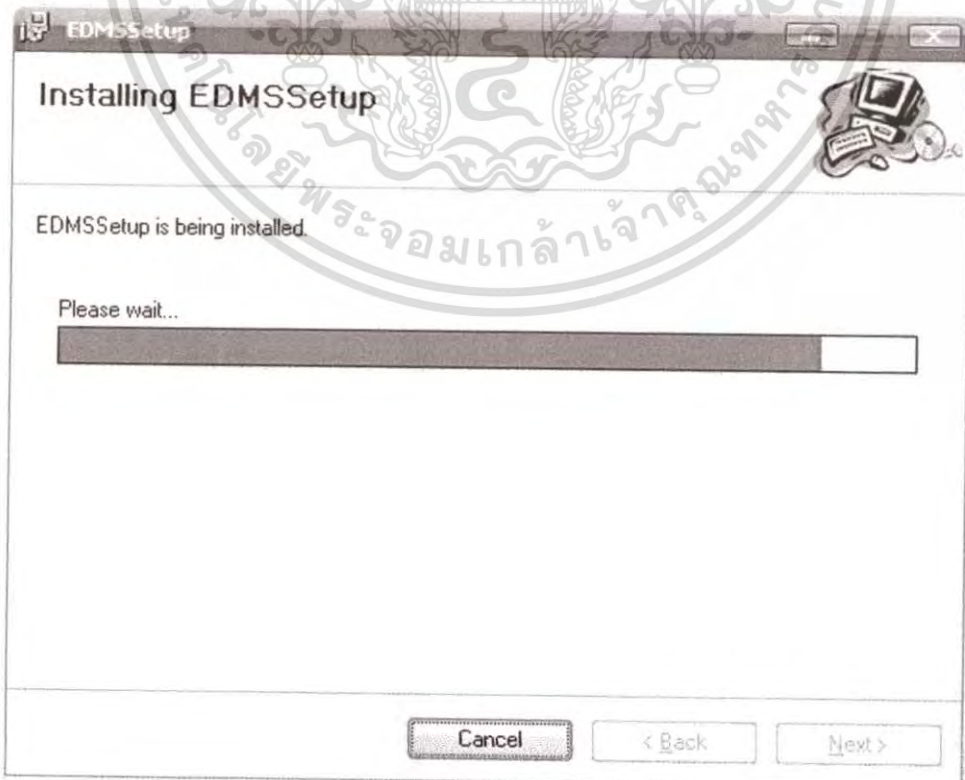 EDMSSetup
Installing EDMSSetup
EDMSSetup is being installed.
Please wait...
Cancel
< Back
Next >
พระจอมเกล้าเจ้าคุณทหาร